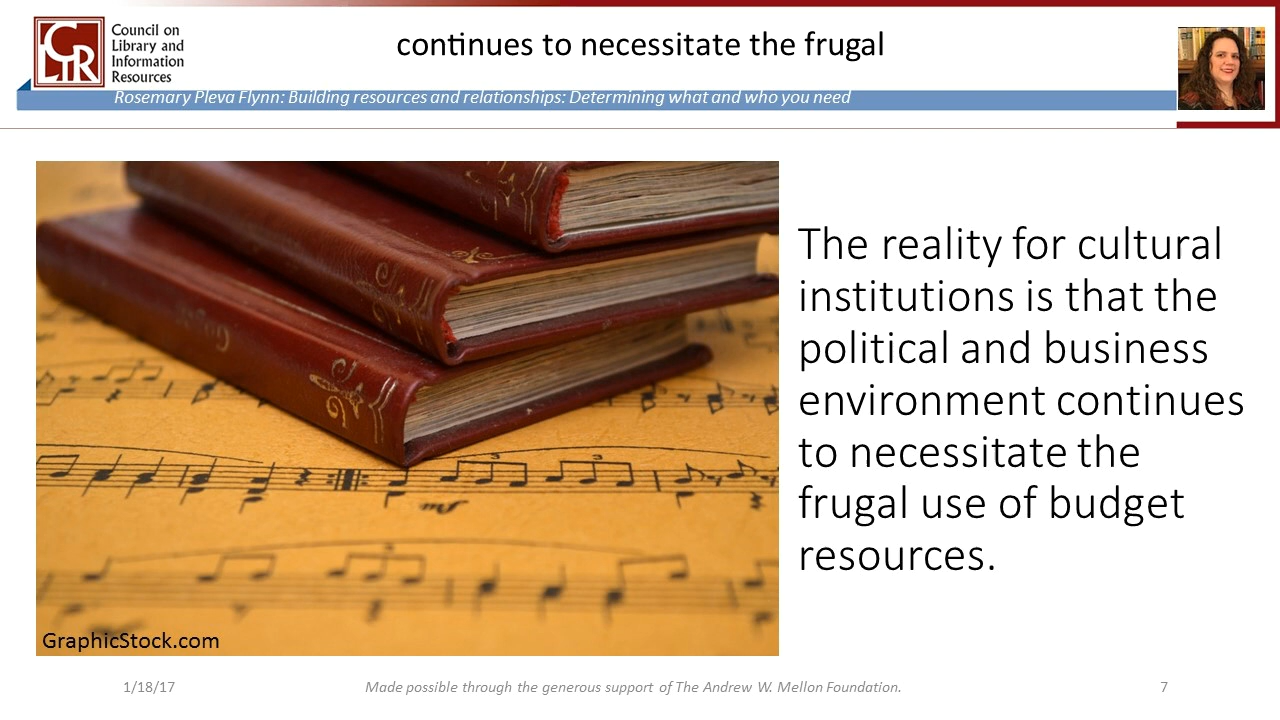 CLIR
Council on
Library and
Information
Resources
continues to necessitate the frugal
Rosemary Pleva Flynn: Building resources and relationships: Determining what and who you need
The reality for cultural
institutions is that the
political and business
environment continues
to necessitate the
frugal use of budget
resources.
GraphicStock.com
1/18/17
Made possible through the generous support of The Andrew W. Mellon Foundation.
7